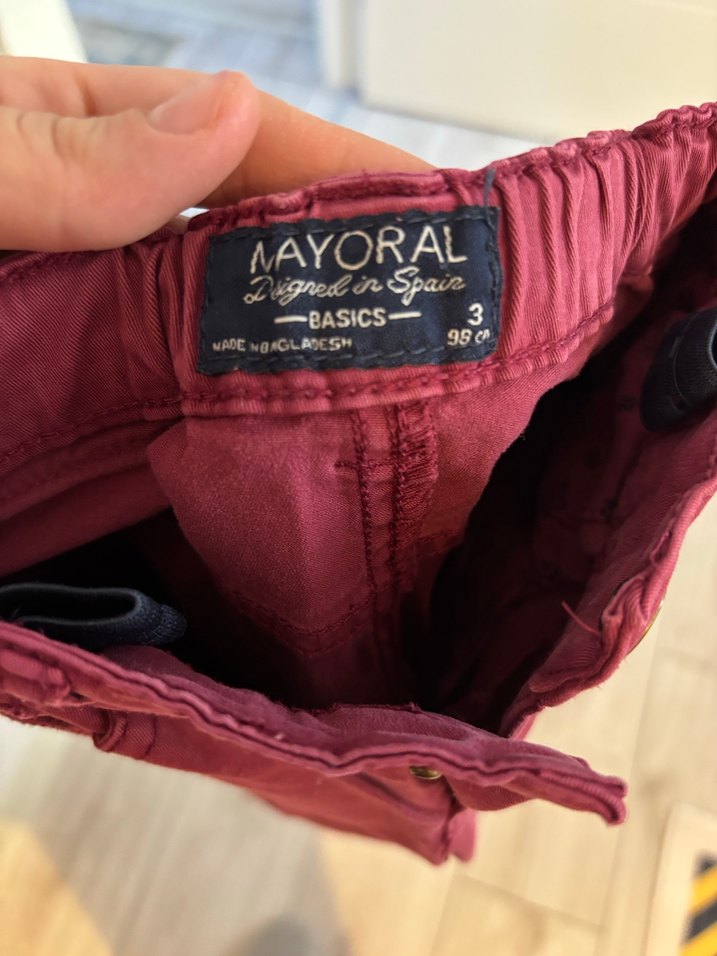 MAYORAL
Designed in Spain
—BASICS—
3
MADE IN BANGLADESH
98 CM